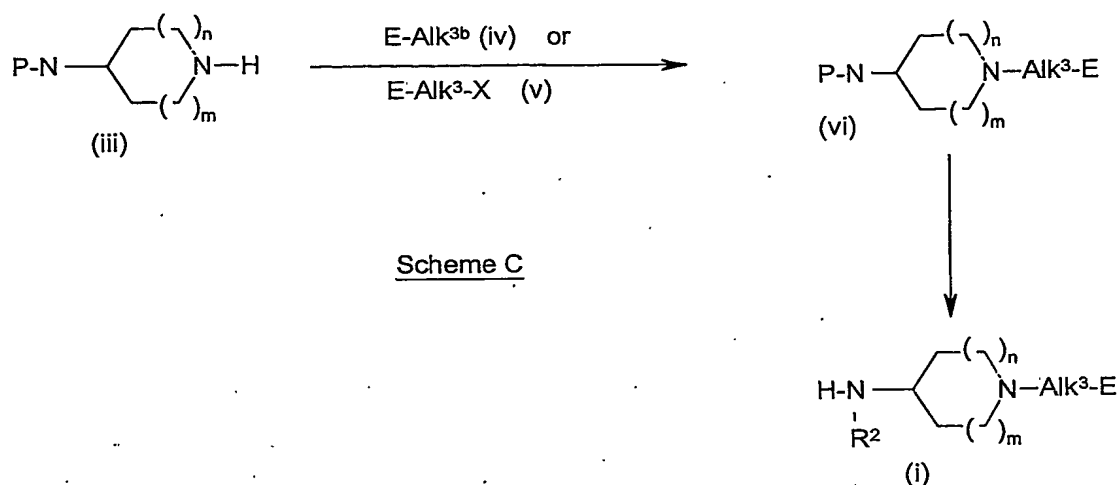 P-N ( )n N-H ( )m
(iii)
E-Alk³ᵇ (iv) or
E-Alk³-X (v)
P-N ( )n N-Alk³-E ( )m
(vi)
Scheme C
H-N R² ( )n N-Alk³-E ( )m
(i)